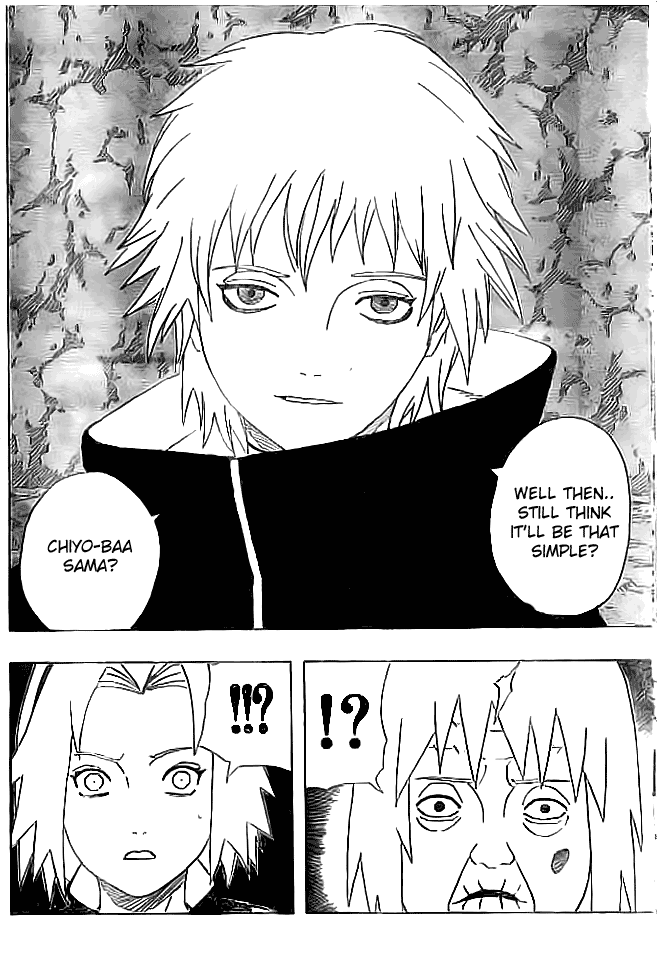 WELL THEN..
STILL THINK
IT'LL BE THAT
SIMPLE?
CHIYO-BAA
SAMA?
!!!?
!?